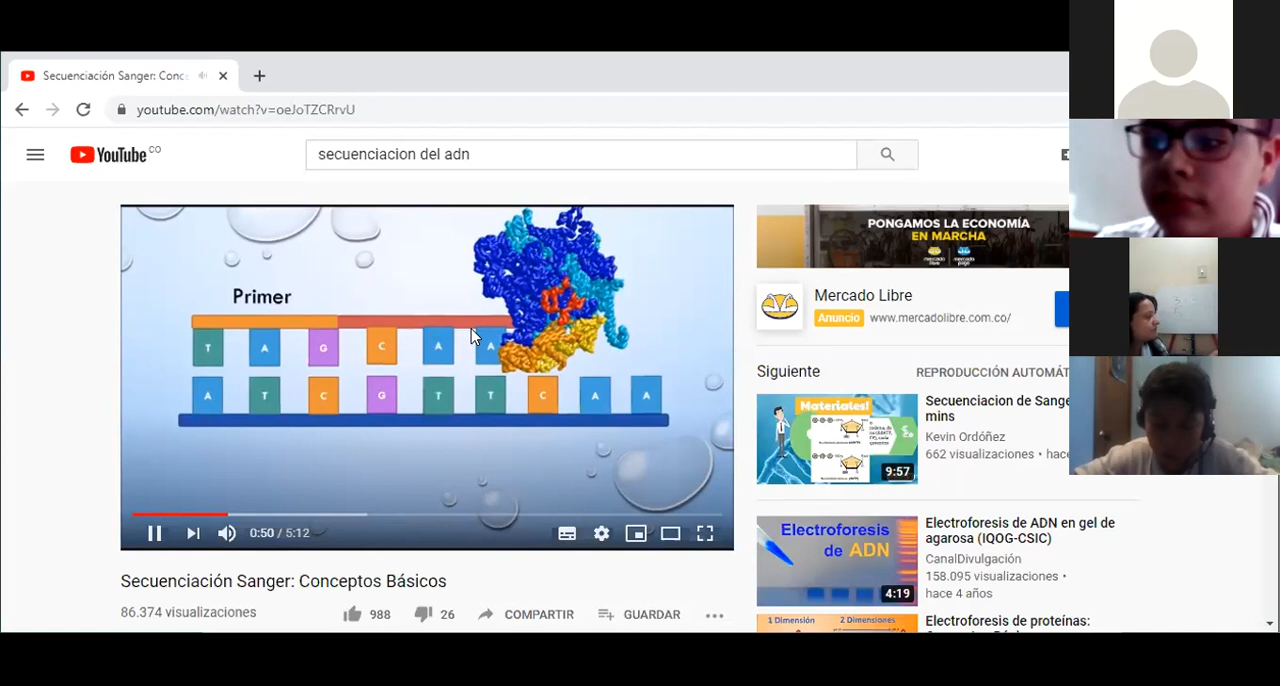 Secuenciación Sanger: Conc
youtube.com/watch?v=oeJoTZCRrvU
YouTube CO
secuenciacion del adn
Primer
T A G C A A
A T C G T T C A A
0:50 / 5:12
Secuenciación Sanger: Conceptos Básicos
86.374 visualizaciones
988
26
COMPARTIR
GUARDAR
PONGAMOS LA ECONOMÍA
EN MARCHA
mercado libre
mercado pago
Mercado Libre
Anuncio www.mercadolibre.com.co/
Siguiente
REPRODUCCIÓN AUTOMÁT
Materiales!
9:57
Secuenciacion de Sange
mins
Kevin Ordóñez
662 visualizaciones • hace
Electroforesis
de ADN
4:19
Electroforesis de ADN en gel de
agarosa (IQOG-CSIC)
CanalDivulgación
158.095 visualizaciones •
hace 4 años
1 Dimensión
2 Dimensiones
Electroforesis de proteínas: